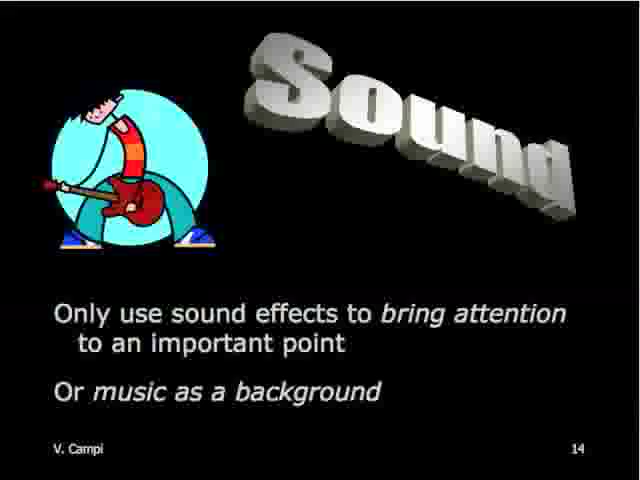 Sound
Only use sound effects to bring attention
to an important point
Or music as a background
V. Campi
14